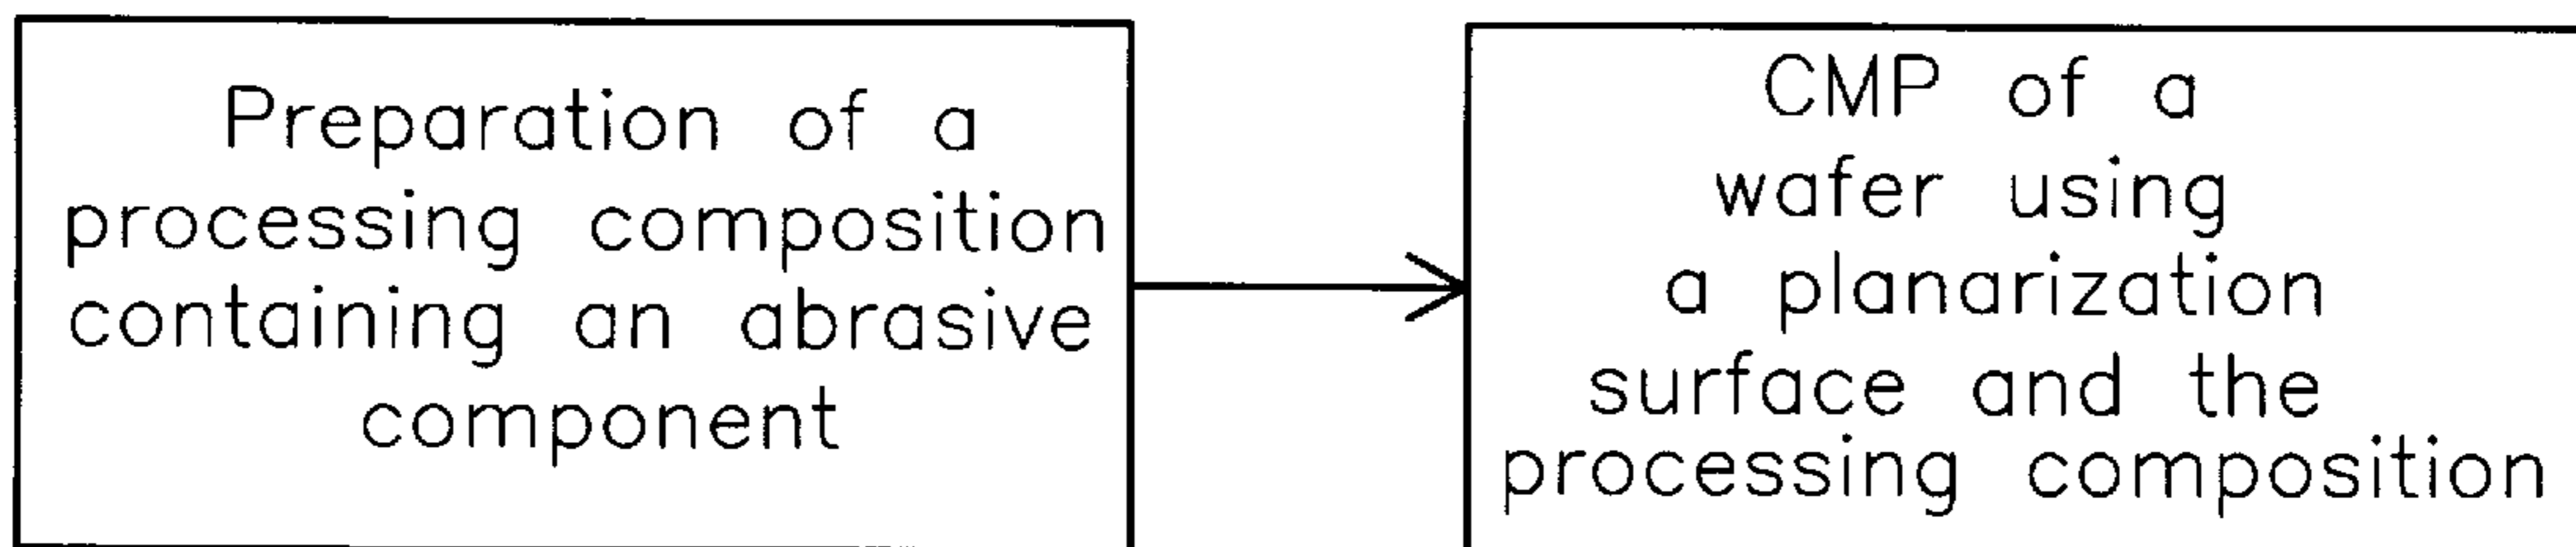 Preparation of a
processing composition
containing an abrasive
component
CMP of a
wafer using
a planarization
surface and the
processing composition